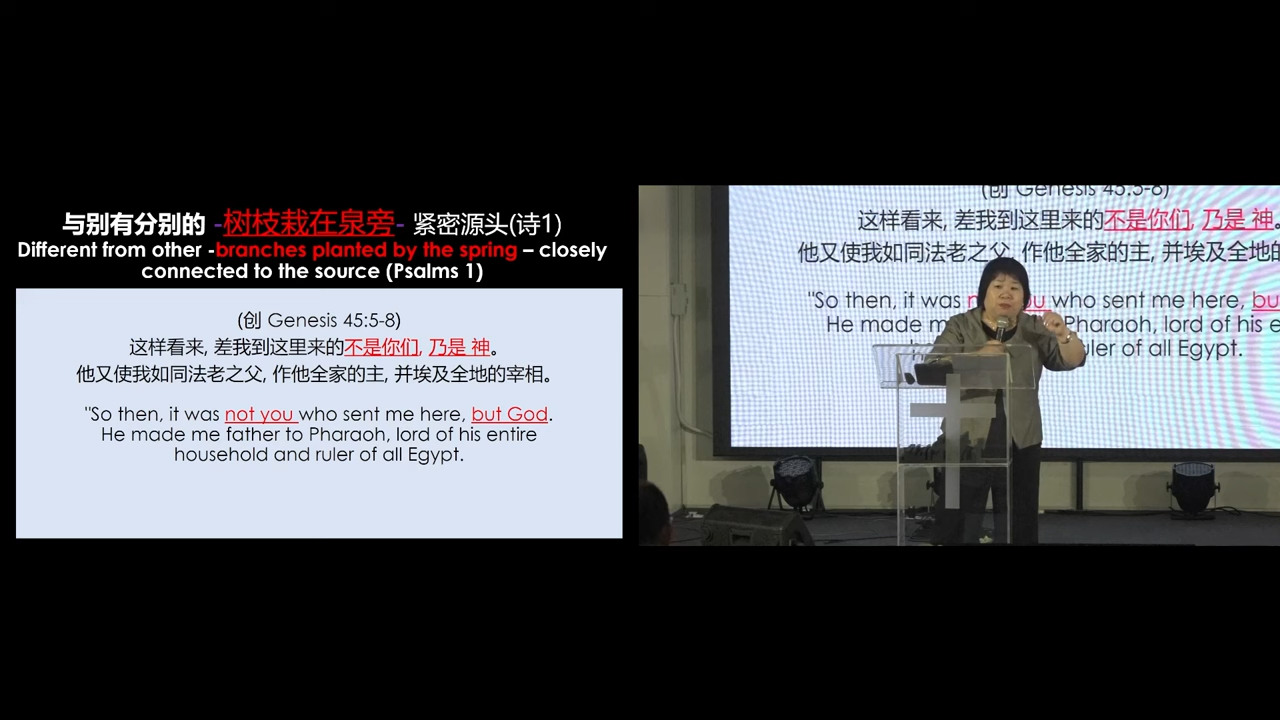 与别有分别的 -树枝栽在泉旁- 紧密源头(诗1)
Different from other -branches planted by the spring – closely
connected to the source (Psalms 1)
(创 Genesis 45:5-8)
这样看来, 差我到这里来的不是你们, 乃是 神。
他又使我如同法老之父, 作他全家的主, 并埃及全地的宰相。
"So then, it was not you who sent me here, but God.
He made me father to Pharaoh, lord of his entire
household and ruler of all Egypt.
(创 Genesis 45:5-8)
这样看来, 差我到这里来的不是你们, 乃是 神。
他又使我如同法老之父, 作他全家的主, 并埃及全地的
"So then, it was you who sent me here,
He made Pharaoh, lord of his
of all Egypt.